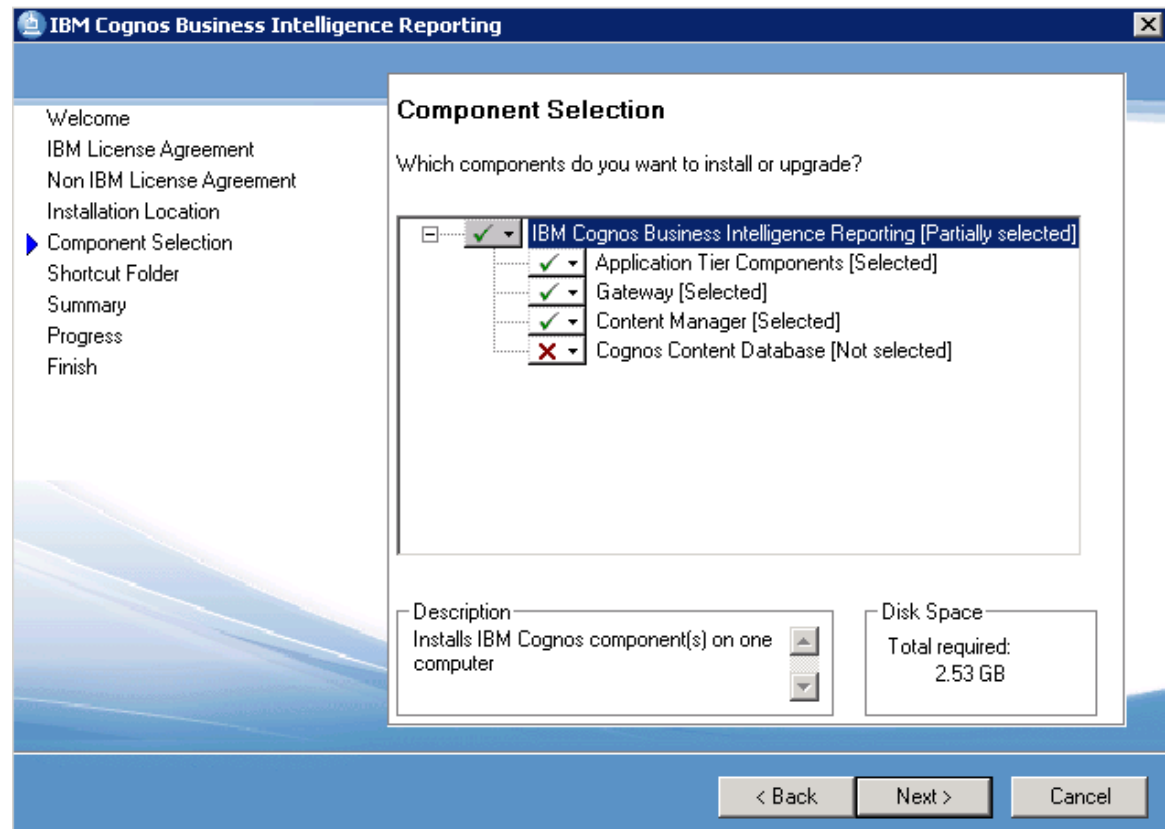 IBM Cognos Business Intelligence Reporting
Welcome
IBM License Agreement
Non IBM License Agreement
Installation Location
Component Selection
Shortcut Folder
Summary
Progress
Finish
Component Selection
Which components do you want to install or upgrade?
IBM Cognos Business Intelligence Reporting [Partially selected]
Application Tier Components [Selected]
Gateway [Selected]
Content Manager [Selected]
Cognos Content Database [Not selected]
Description
Installs IBM Cognos component(s) on one
computer
Disk Space
Total required:
2.53 GB
< Back
Next >
Cancel